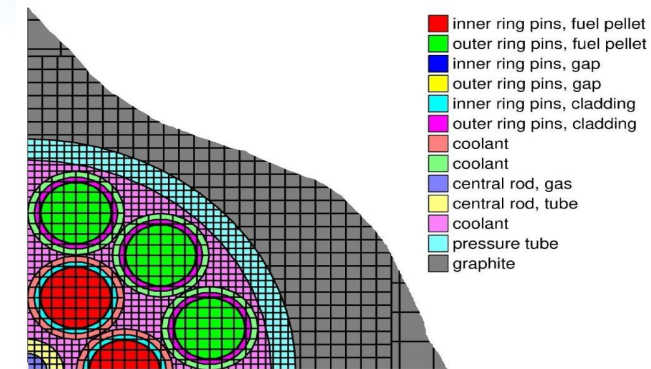 inner ring pins, fuel pellet
outer ring pins, fuel pellet
inner ring pins, gap
outer ring pins, gap
inner ring pins, cladding
outer ring pins, cladding
coolant
coolant
central rod, gas
central rod, tube
coolant
pressure tube
graphite